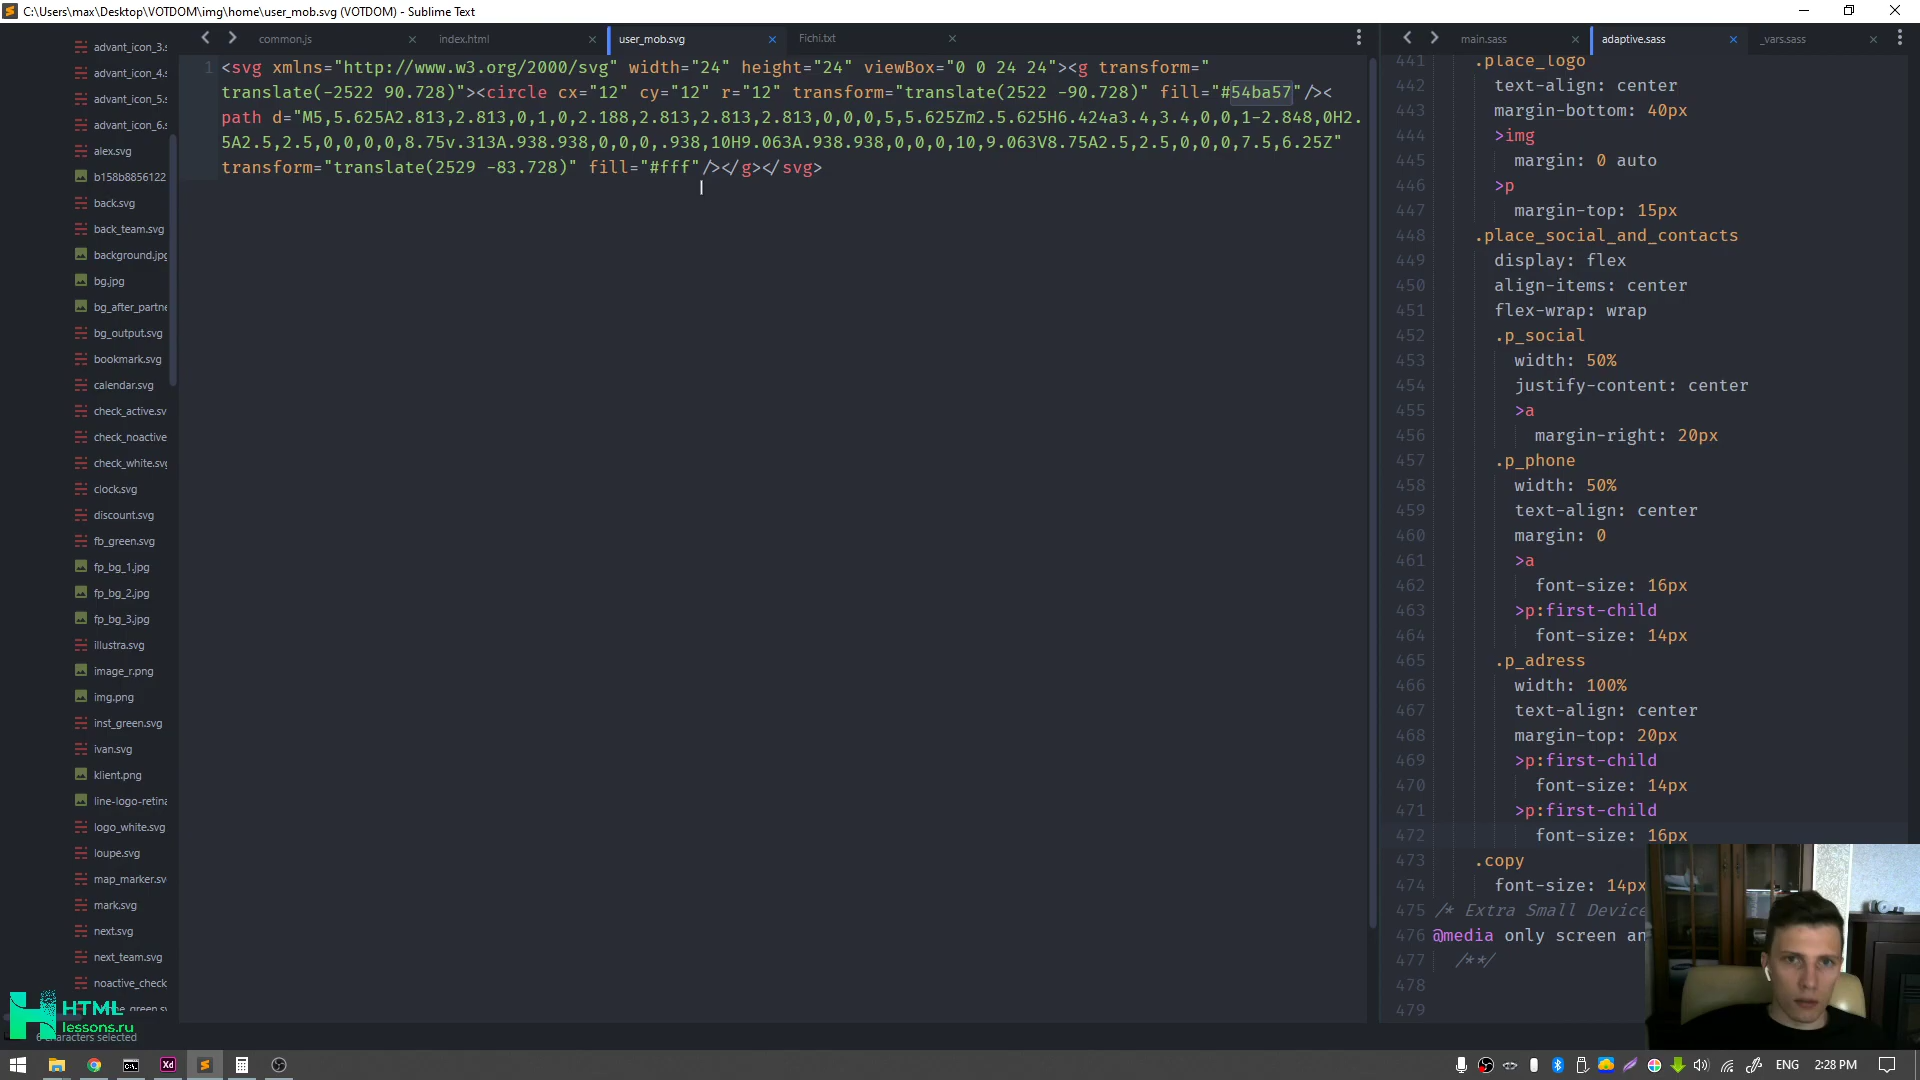 C:\Users\max\Desktop\VOTDOM\img\home\user_mob.svg (VOTDOM) - Sublime Text
common.js
index.html
user_mob.svg
Fichi.txt
main.sass
adaptive.sass
_vars.sass
advant_icon_3.s
advant_icon_4.
advant_icon_5.
advant_icon_6.
alex.svg
b158b8856122
back.svg
back_team.svg
background.jpg
bg.jpg
bg_after_partne
bg_output.svg
bookmark.svg
calendar.svg
check_active.sv
check_noactive
check_white.svg
clock.svg
discount.svg
fb_green.svg
fp_bg_1.jpg
fp_bg_2.jpg
fp_bg_3.jpg
illustra.svg
image_r.png
img.png
inst_green.svg
ivan.svg
klient.png
line-logo-retina
logo_white.svg
loupe.svg
map_marker.sv
mark.svg
next.svg
next_team.svg
noactive_check
HTML
lessons.ru
6 characters selected
1 <svg xmlns="http://www.w3.org/2000/svg" width="24" height="24" viewBox="0 0 24 24"><g transform="
translate(-2522 90.728)"><circle cx="12" cy="12" r="12" transform="translate(2522 -90.728)" fill="#54ba57"/><
path d="M5,5.625A2.813,2.813,0,1,0,2.188,2.813,2.813,2.813,0,0,0,5,5.625Zm2.5.625H6.424a3.4,3.4,0,0,1-2.848,0H2.
5A2.5,2.5,0,0,0,0,8.75v.313A.938.938,0,0,0,.938,10H9.063A.938.938,0,0,0,10,9.063V8.75A2.5,2.5,0,0,0,7.5,6.25Z"
transform="translate(2529 -83.728)" fill="#fff"/></g></svg>
441 .place_logo
442 text-align: center
443 margin-bottom: 40px
444 >img
445 margin: 0 auto
446 >p
447 margin-top: 15px
448 .place_social_and_contacts
449 display: flex
450 align-items: center
451 flex-wrap: wrap
452 .p_social
453 width: 50%
454 justify-content: center
455 >a
456 margin-right: 20px
457 .p_phone
458 width: 50%
459 text-align: center
460 margin: 0
461 >a
462 font-size: 16px
463 >p:first-child
464 font-size: 14px
465 .p_adress
466 width: 100%
467 text-align: center
468 margin-top: 20px
469 >p:first-child
470 font-size: 14px
471 >p:first-child
472 font-size: 16px
473 .copy
474 font-size: 14px
475 /* Extra Small Device
476 @media only screen an
477 /**/
478
479
Xd
ENG
2:28 PM